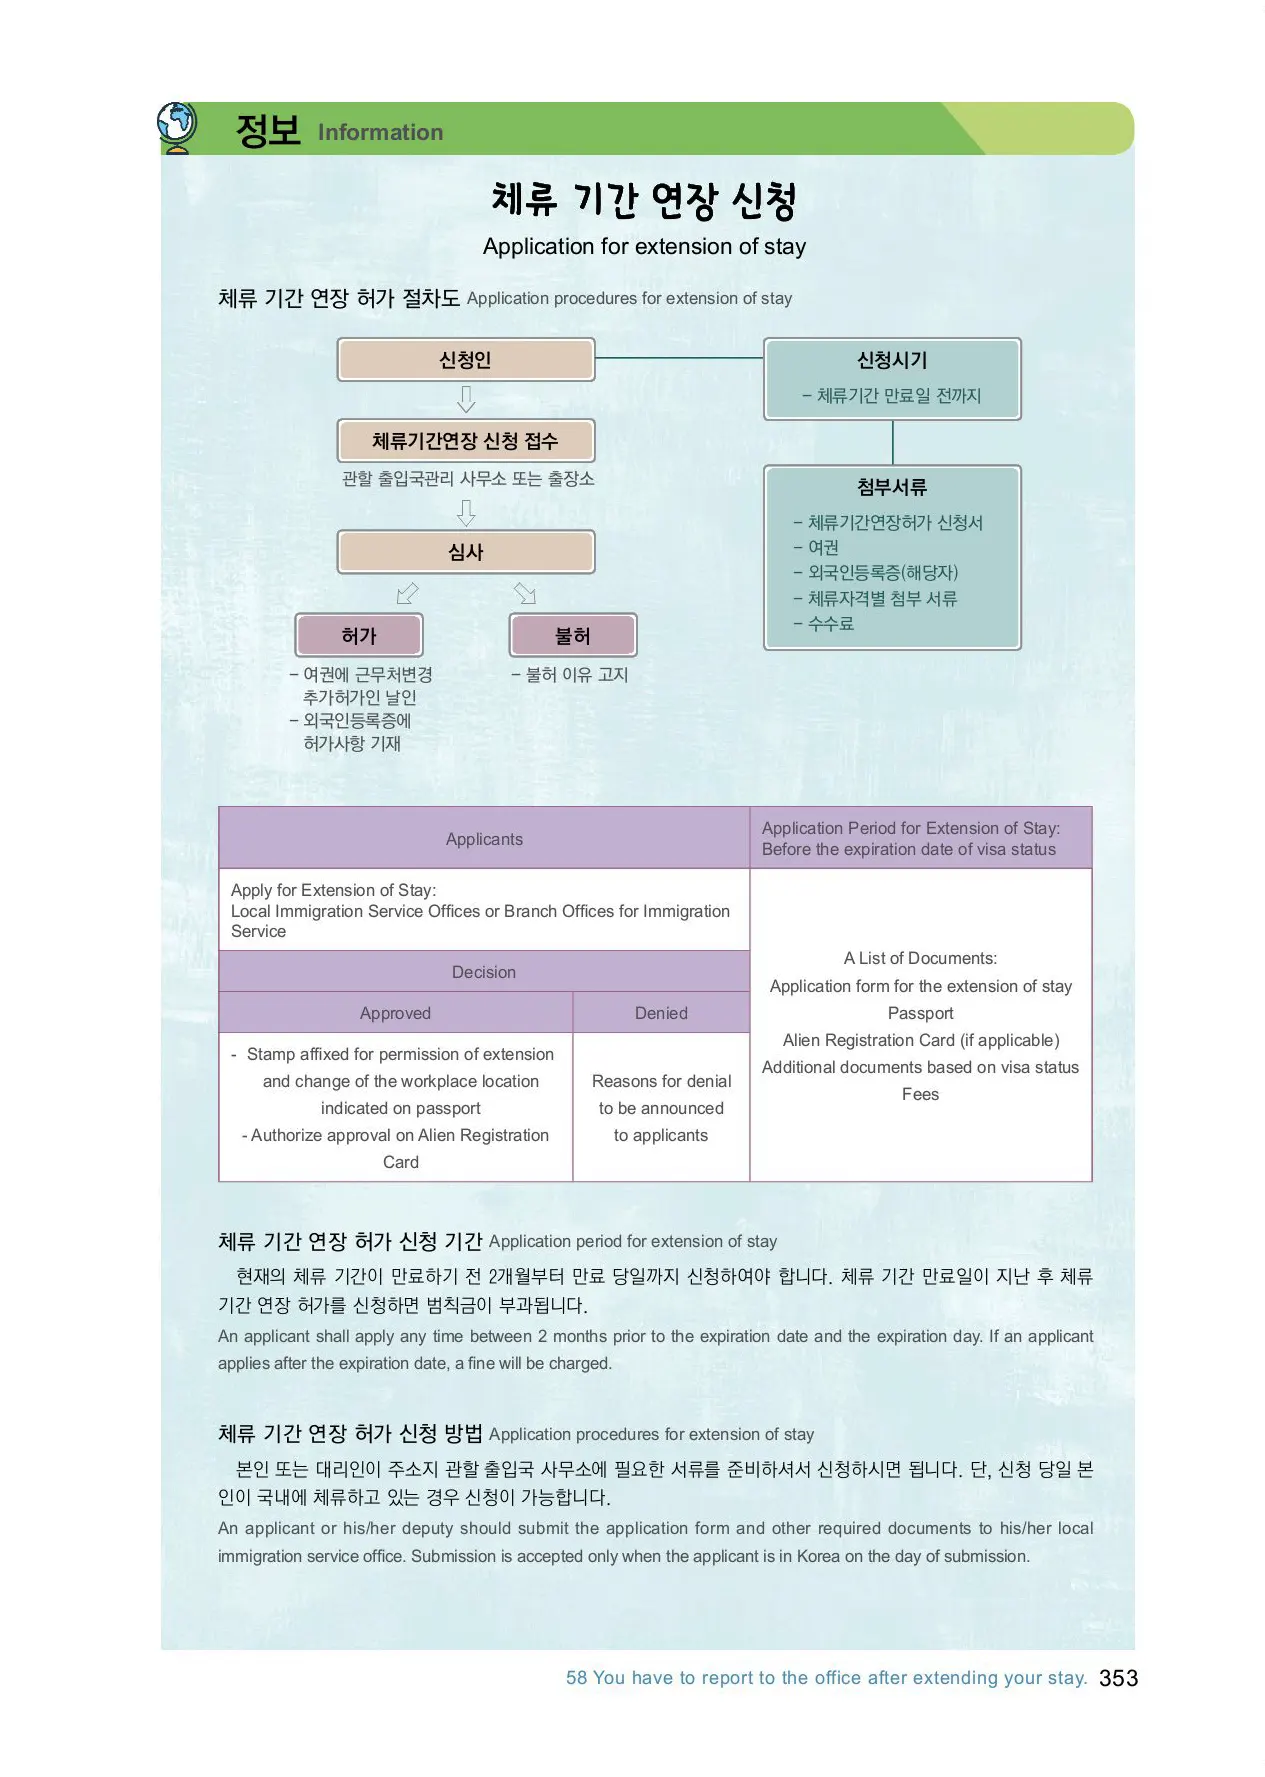 정보 Information
체류 기간 연장 신청
Application for extension of stay
체류 기간 연장 허가 절차도 Application procedures for extension of stay
신청인
체류기간연장 신청 접수
관할 출입국관리 사무소 또는 출장소
심사
허가
– 여권에 근무처변경
추가허가인 날인
– 외국인등록증에
허가사항 기재
불허
– 불허 이유 고지
신청시기
– 체류기간 만료일 전까지
첨부서류
– 체류기간연장허가 신청서
– 여권
– 외국인등록증(해당자)
– 체류자격별 첨부 서류
– 수수료
Applicants
Application Period for Extension of Stay:
Before the expiration date of visa status
Apply for Extension of Stay:
Local Immigration Service Offices or Branch Offices for Immigration
Service
Decision
Approved
Denied
- Stamp affixed for permission of extension
and change of the workplace location
indicated on passport
- Authorize approval on Alien Registration
Card
Reasons for denial
to be announced
to applicants
A List of Documents:
Application form for the extension of stay
Passport
Alien Registration Card (if applicable)
Additional documents based on visa status
Fees
체류 기간 연장 허가 신청 기간 Application period for extension of stay
현재의 체류 기간이 만료하기 전 2개월부터 만료 당일까지 신청하여야 합니다. 체류 기간 만료일이 지난 후 체류
기간 연장 허가를 신청하면 범칙금이 부과됩니다.
An applicant shall apply any time between 2 months prior to the expiration date and the expiration day. If an applicant
applies after the expiration date, a fine will be charged.
체류 기간 연장 허가 신청 방법 Application procedures for extension of stay
본인 또는 대리인이 주소지 관할 출입국 사무소에 필요한 서류를 준비하셔서 신청하시면 됩니다. 단, 신청 당일 본
인이 국내에 체류하고 있는 경우 신청이 가능합니다.
An applicant or his/her deputy should submit the application form and other required documents to his/her local
immigration service office. Submission is accepted only when the applicant is in Korea on the day of submission.
58 You have to report to the office after extending your stay. 353